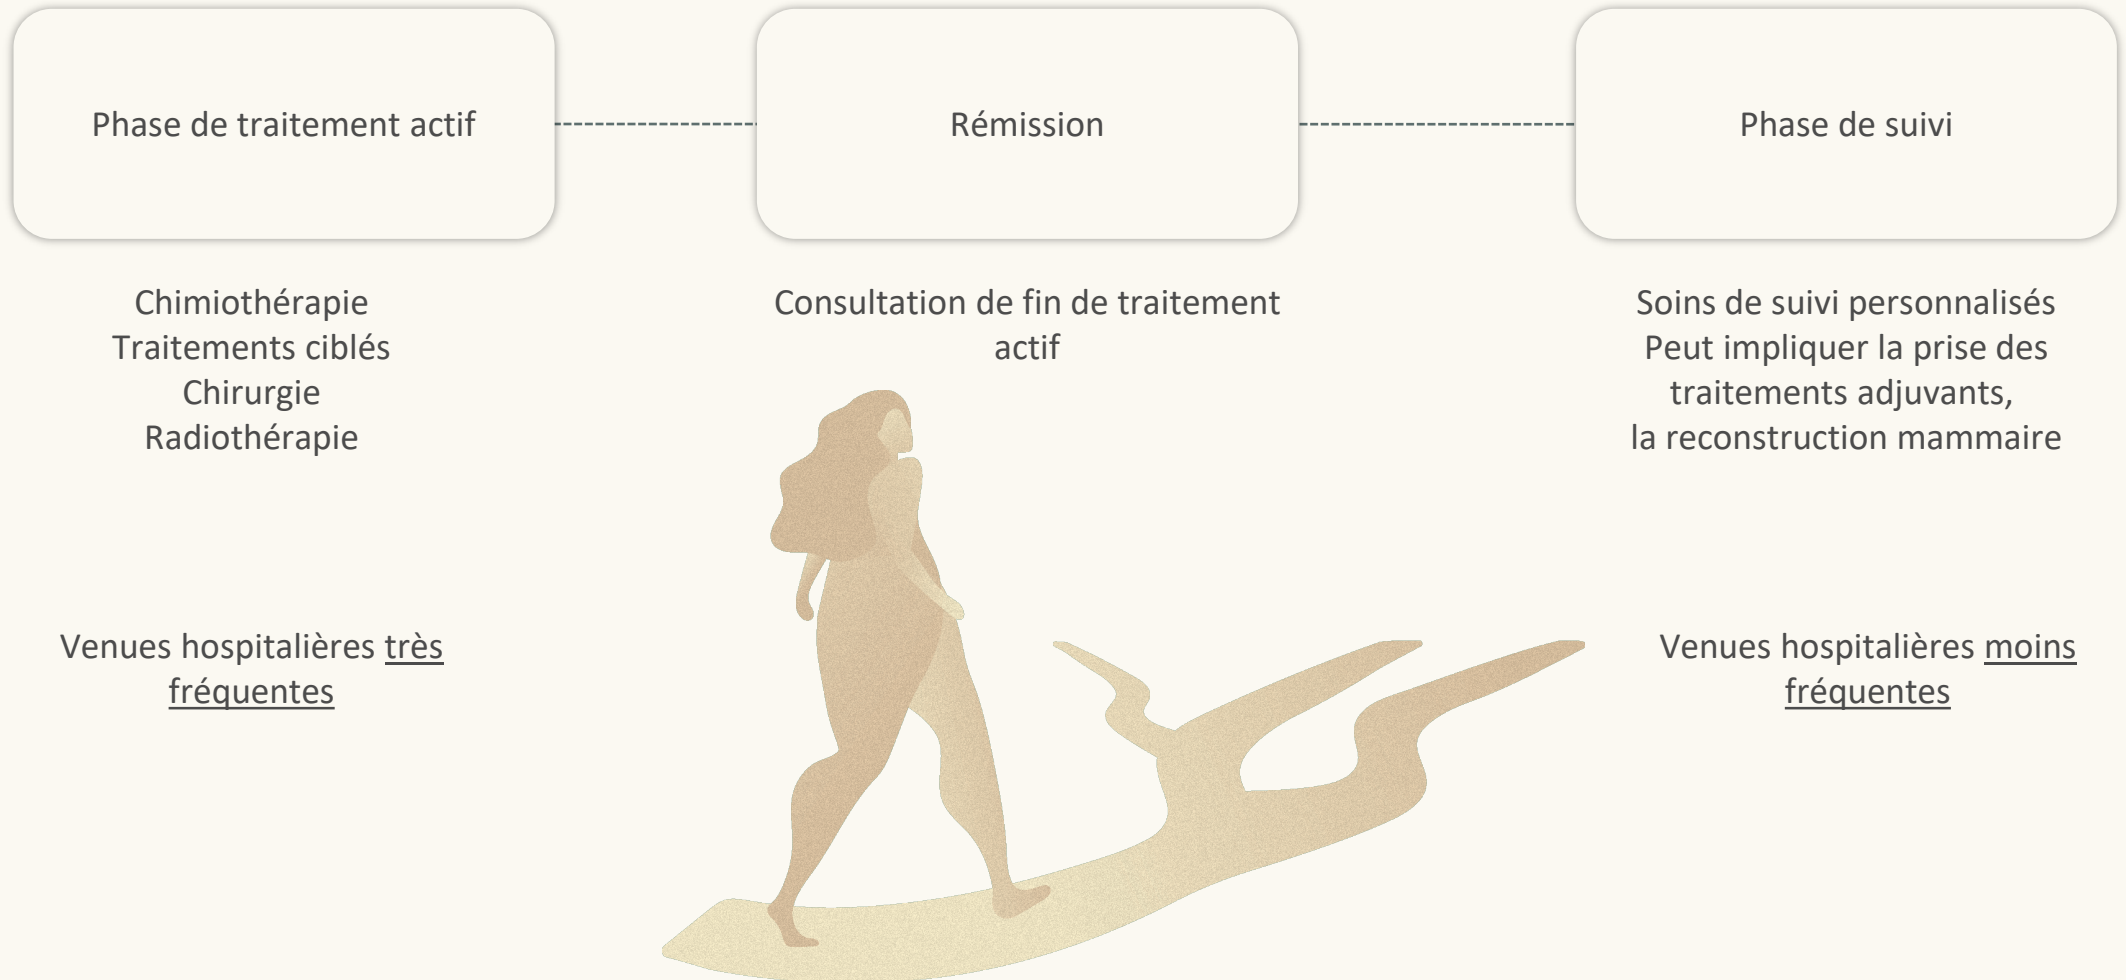 Phase de traitement actif
Rémission
Phase de suivi
Chimiothérapie
Traitements ciblés
Chirurgie
Radiothérapie
Consultation de fin de traitement
actif
Soins de suivi personnalisés
Peut impliquer la prise des
traitements adjuvants,
la reconstruction mammaire
Venues hospitalières très
fréquentes
Venues hospitalières moins
fréquentes